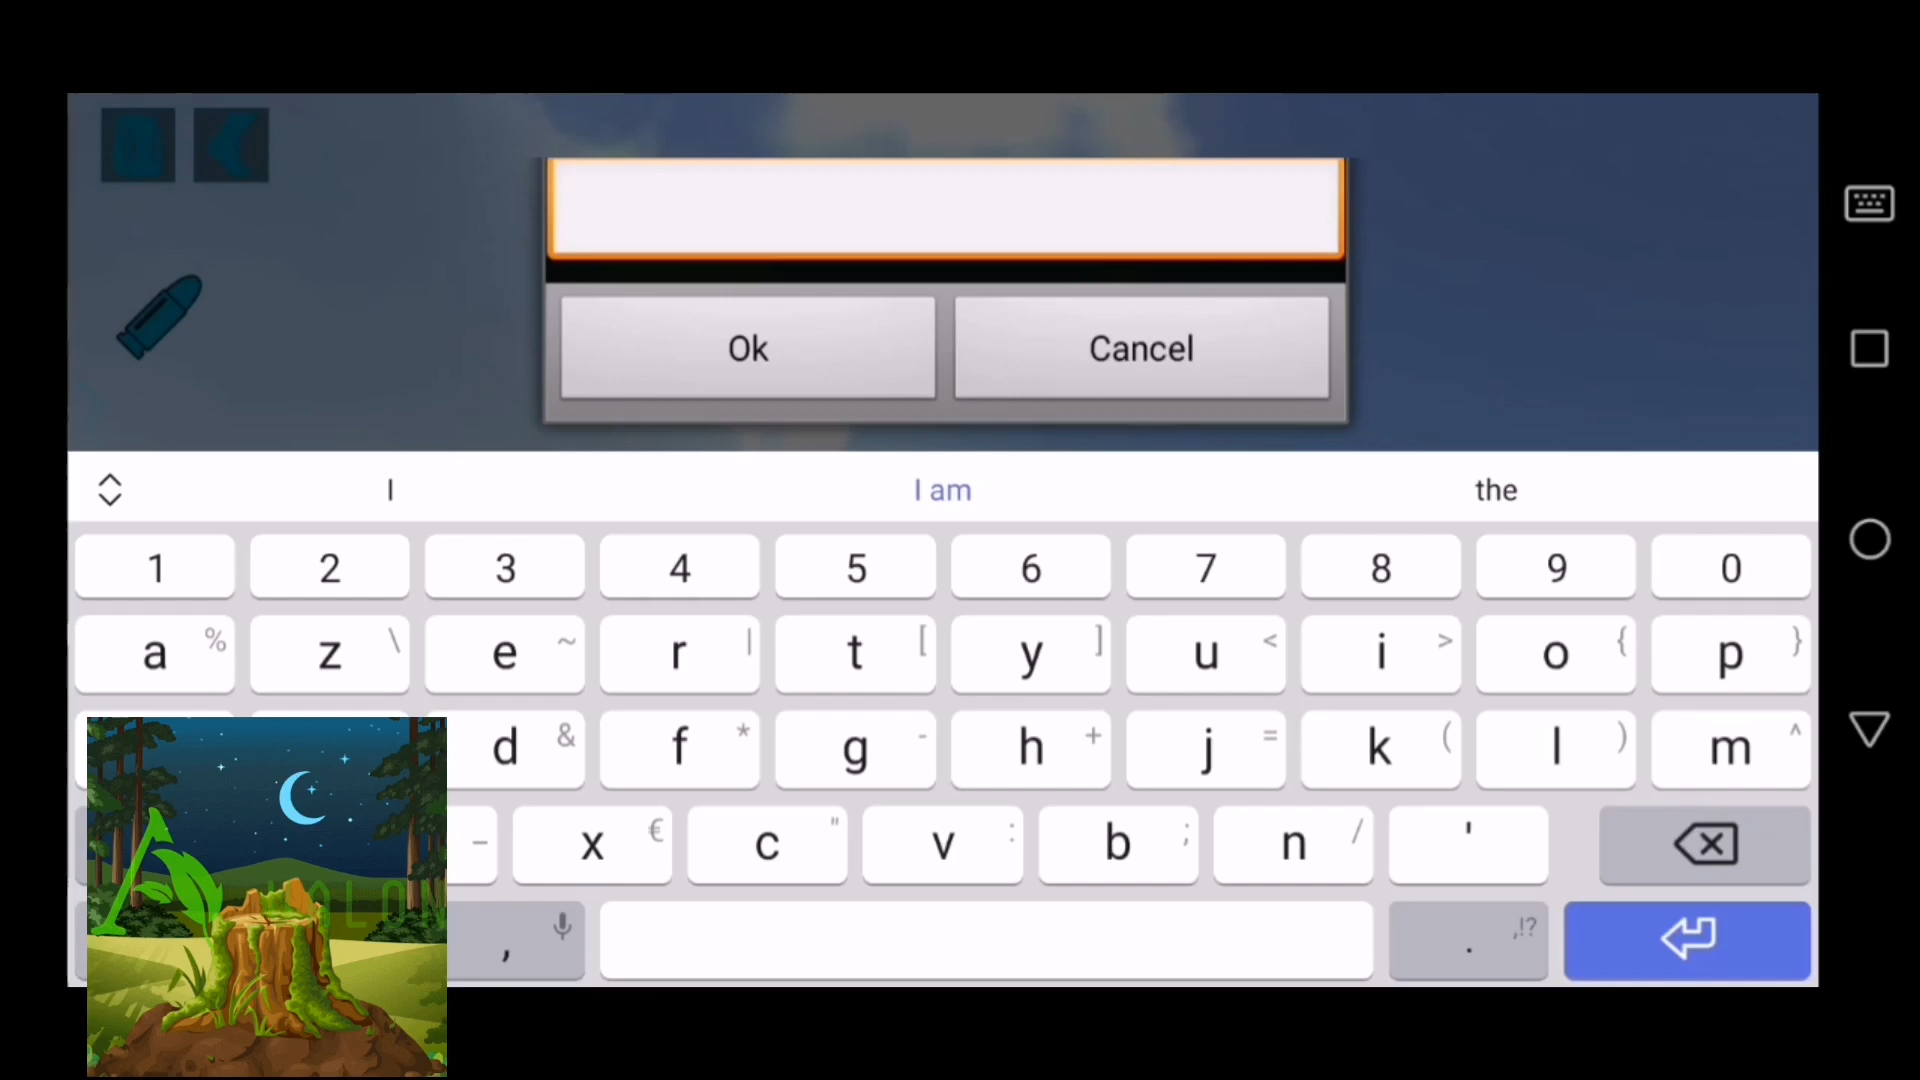 Ok Cancel
I I am the
1 2 3 4 5 6 7 8 9 0
a % z \ e ~ r | t [ y ] u < i > o { p }
d & f * g - h + j = k ( l ) m ^
_ x € c " v : b ; n / '
, . ,!?